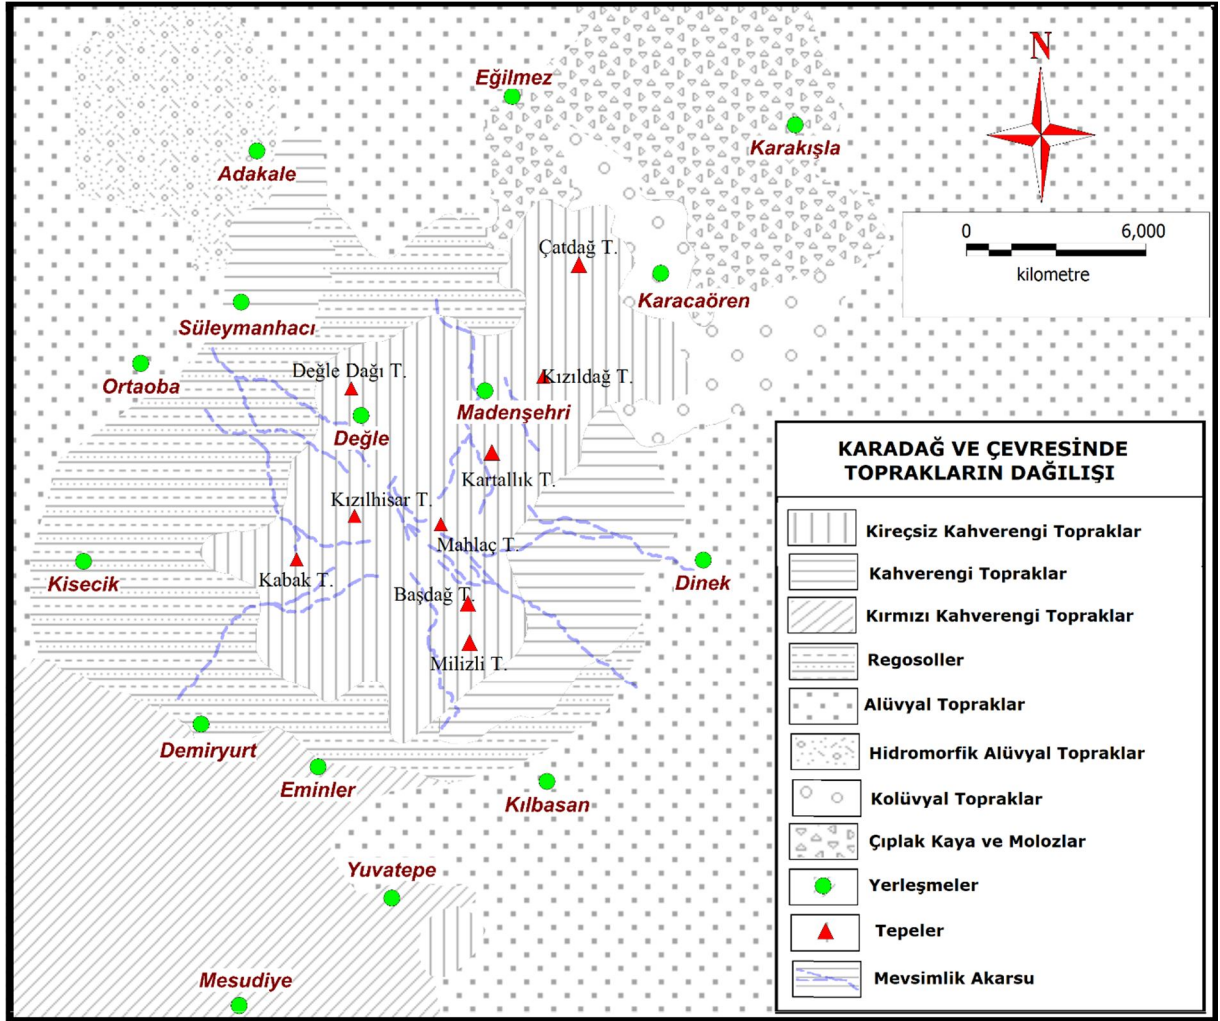 N
Eğilmez
Karakışla
Adakale
0 6,000
kilometre
Çatdağ T.
Karacaören
Süleymanhacı
Ortaoba
Değle Dağı T.
Kızıldağ T.
Madenşehri
Değle
Kartallık T.
Kızılhisar T.
Mahlaç T.
Kabak T.
Kisecik
Dinek
Başdağ T.
Milizli T.
Demiryurt
Eminler
Kılbasan
Yuvatepe
Mesudiye
KARADAĞ VE ÇEVRESİNDE
TOPRAKLARIN DAĞILIŞI
Kireçsiz Kahverengi Topraklar
Kahverengi Topraklar
Kırmızı Kahverengi Topraklar
Regosoller
Alüvyal Topraklar
Hidromorfik Alüvyal Topraklar
Kolüvyal Topraklar
Çıplak Kaya ve Molozlar
Yerleşmeler
Tepeler
Mevsimlik Akarsu